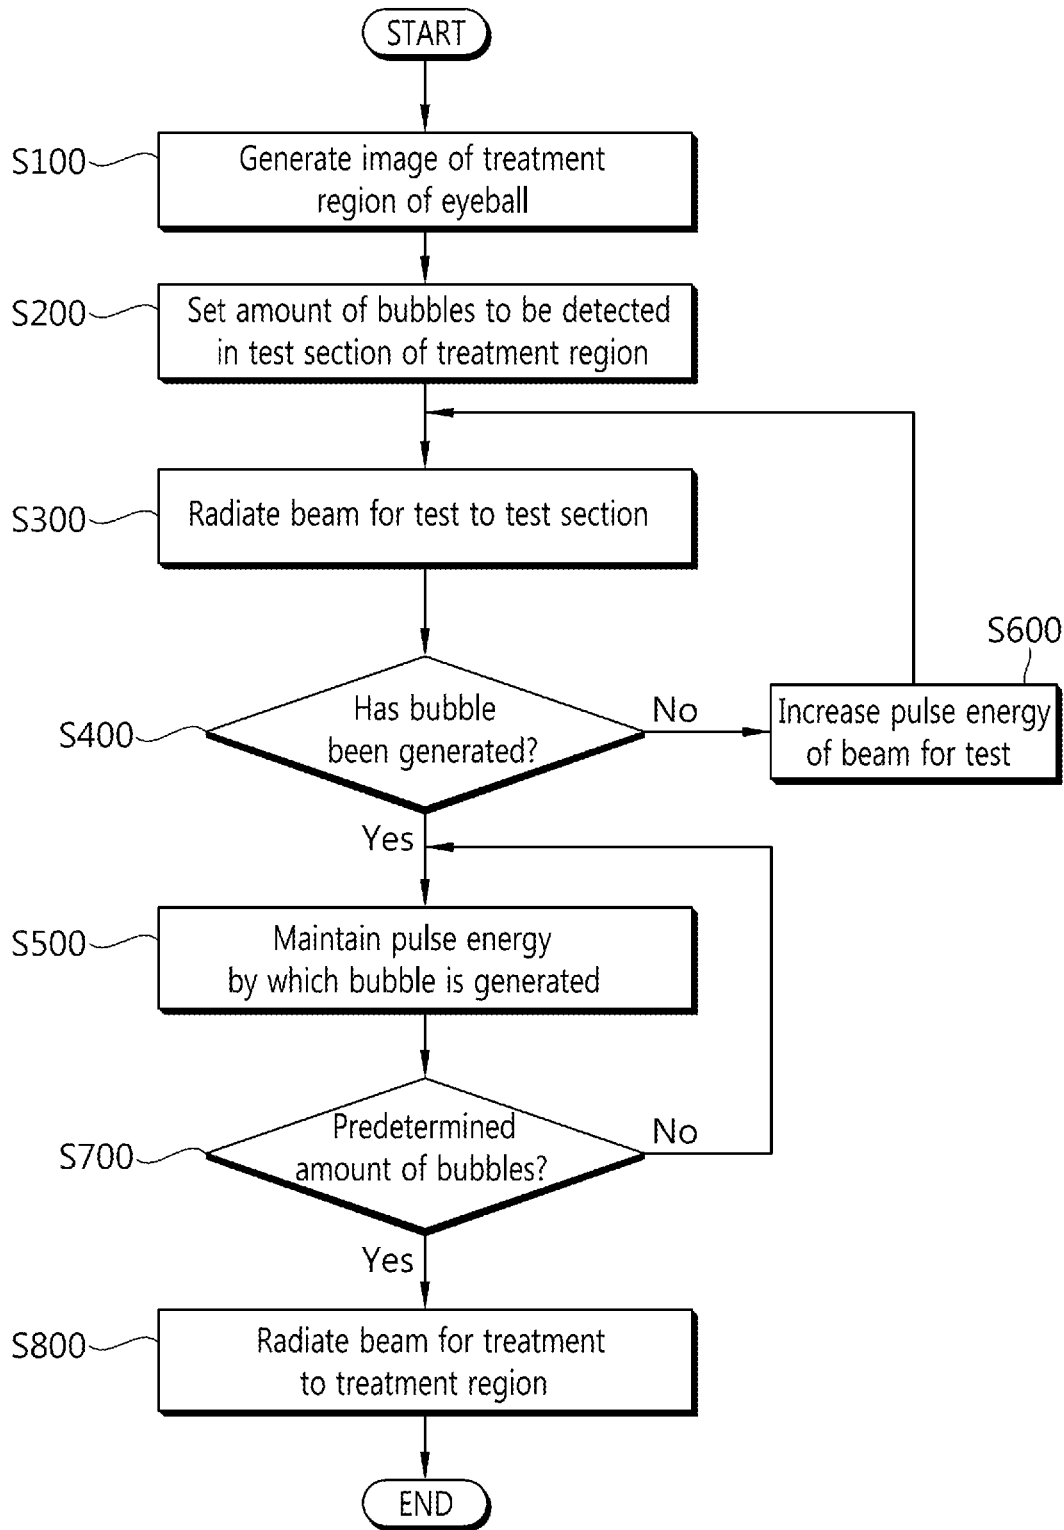 START
S100
Generate image of treatment
region of eyeball
S200
Set amount of bubbles to be detected
in test section of treatment region
S300
Radiate beam for test to test section
S400
Has bubble
been generated?
No
S600
Increase pulse energy
of beam for test
Yes
S500
Maintain pulse energy
by which bubble is generated
S700
Predetermined
amount of bubbles?
No
Yes
S800
Radiate beam for treatment
to treatment region
END